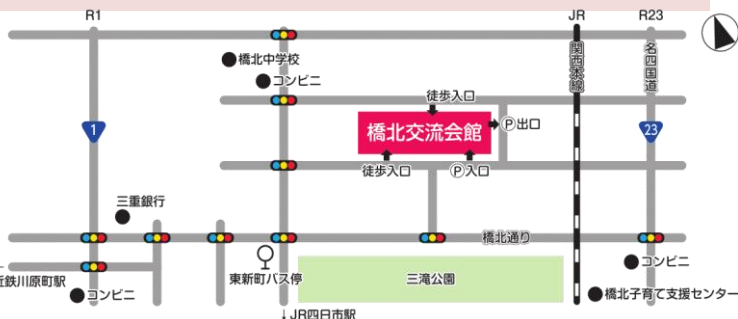 R1
JR
R23
橋北中学校
コンビニ
関西本線
名四国道
徒歩入口
橋北交流会館
Ⓟ出口
1
23
徒歩入口
Ⓟ入口
三重銀行
橋北通り
近鉄川原町駅
東新町バス停
三滝公園
コンビニ
コンビニ
橋北子育て支援センター
↓JR四日市駅